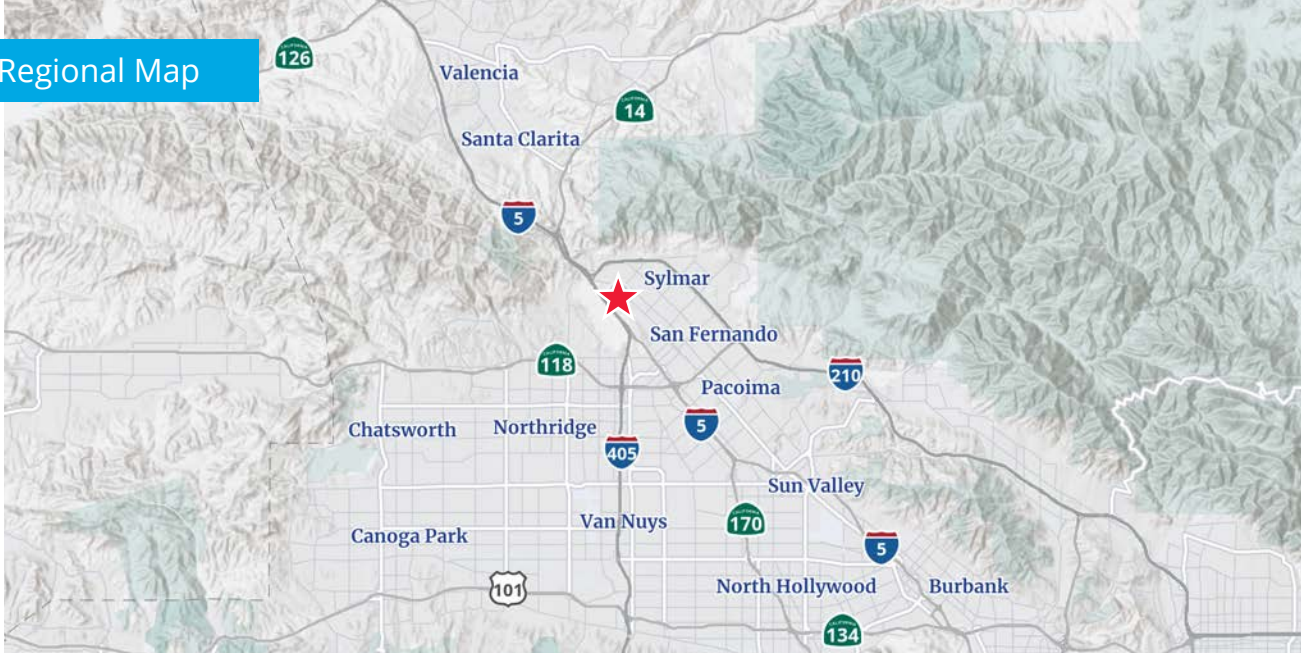 Regional Map
126
Valencia
14
Santa Clarita
5
Sylmar
San Fernando
118
210
Pacoima
5
Chatsworth
Northridge
405
Sun Valley
Van Nuys
170
Canoga Park
5
101
North Hollywood
Burbank
134